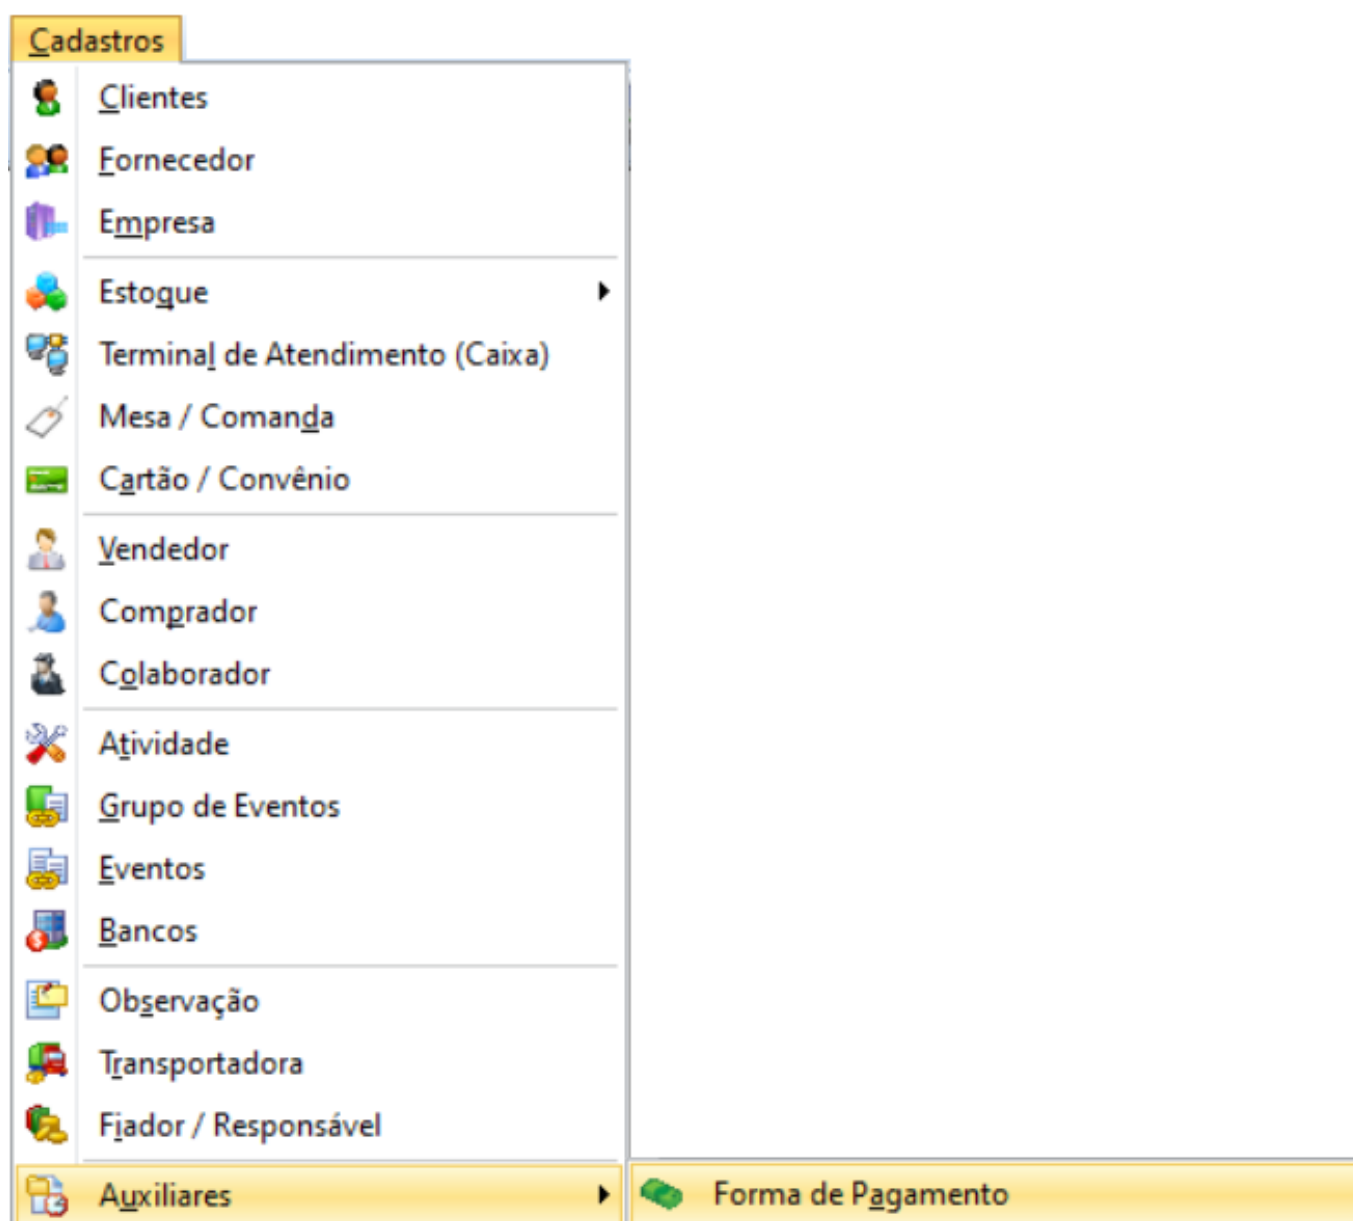 Cadastros
Clientes
Fornecedor
Empresa
Estoque
Terminal de Atendimento (Caixa)
Mesa / Comanda
Cartão / Convênio
Vendedor
Comprador
Colaborador
Atividade
Grupo de Eventos
Eventos
Bancos
Observação
Transportadora
Fiador / Responsável
Auxiliares
Forma de Pagamento